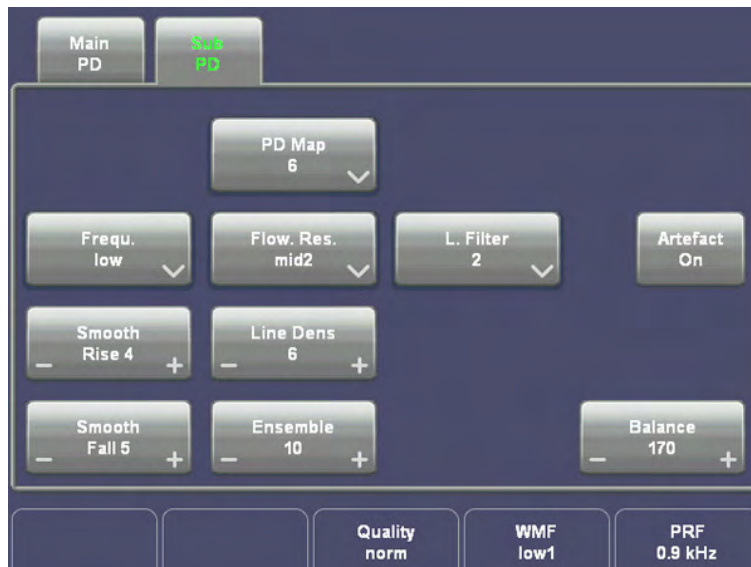 Main
PD
Sub
PD
PD Map
6
Frequ.
low
Flow. Res.
mid2
L. Filter
2
Artefact
On
Smooth
Rise 4
Line Dens
6
Smooth
Fall 5
Ensemble
10
Balance
170
Quality
norm
WMF
low1
PRF
0.9 kHz